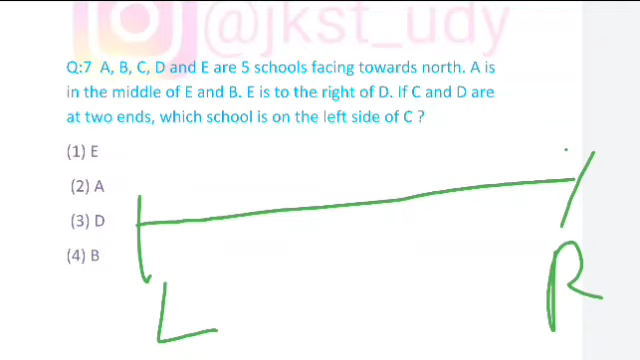 @jkst_udy
Q:7 A, B, C, D and E are 5 schools facing towards north. A is
in the middle of E and B. E is to the right of D. If C and D are
at two ends, which school is on the left side of C ?
(1) E
(2) A
(3) D
(4) B
L
R